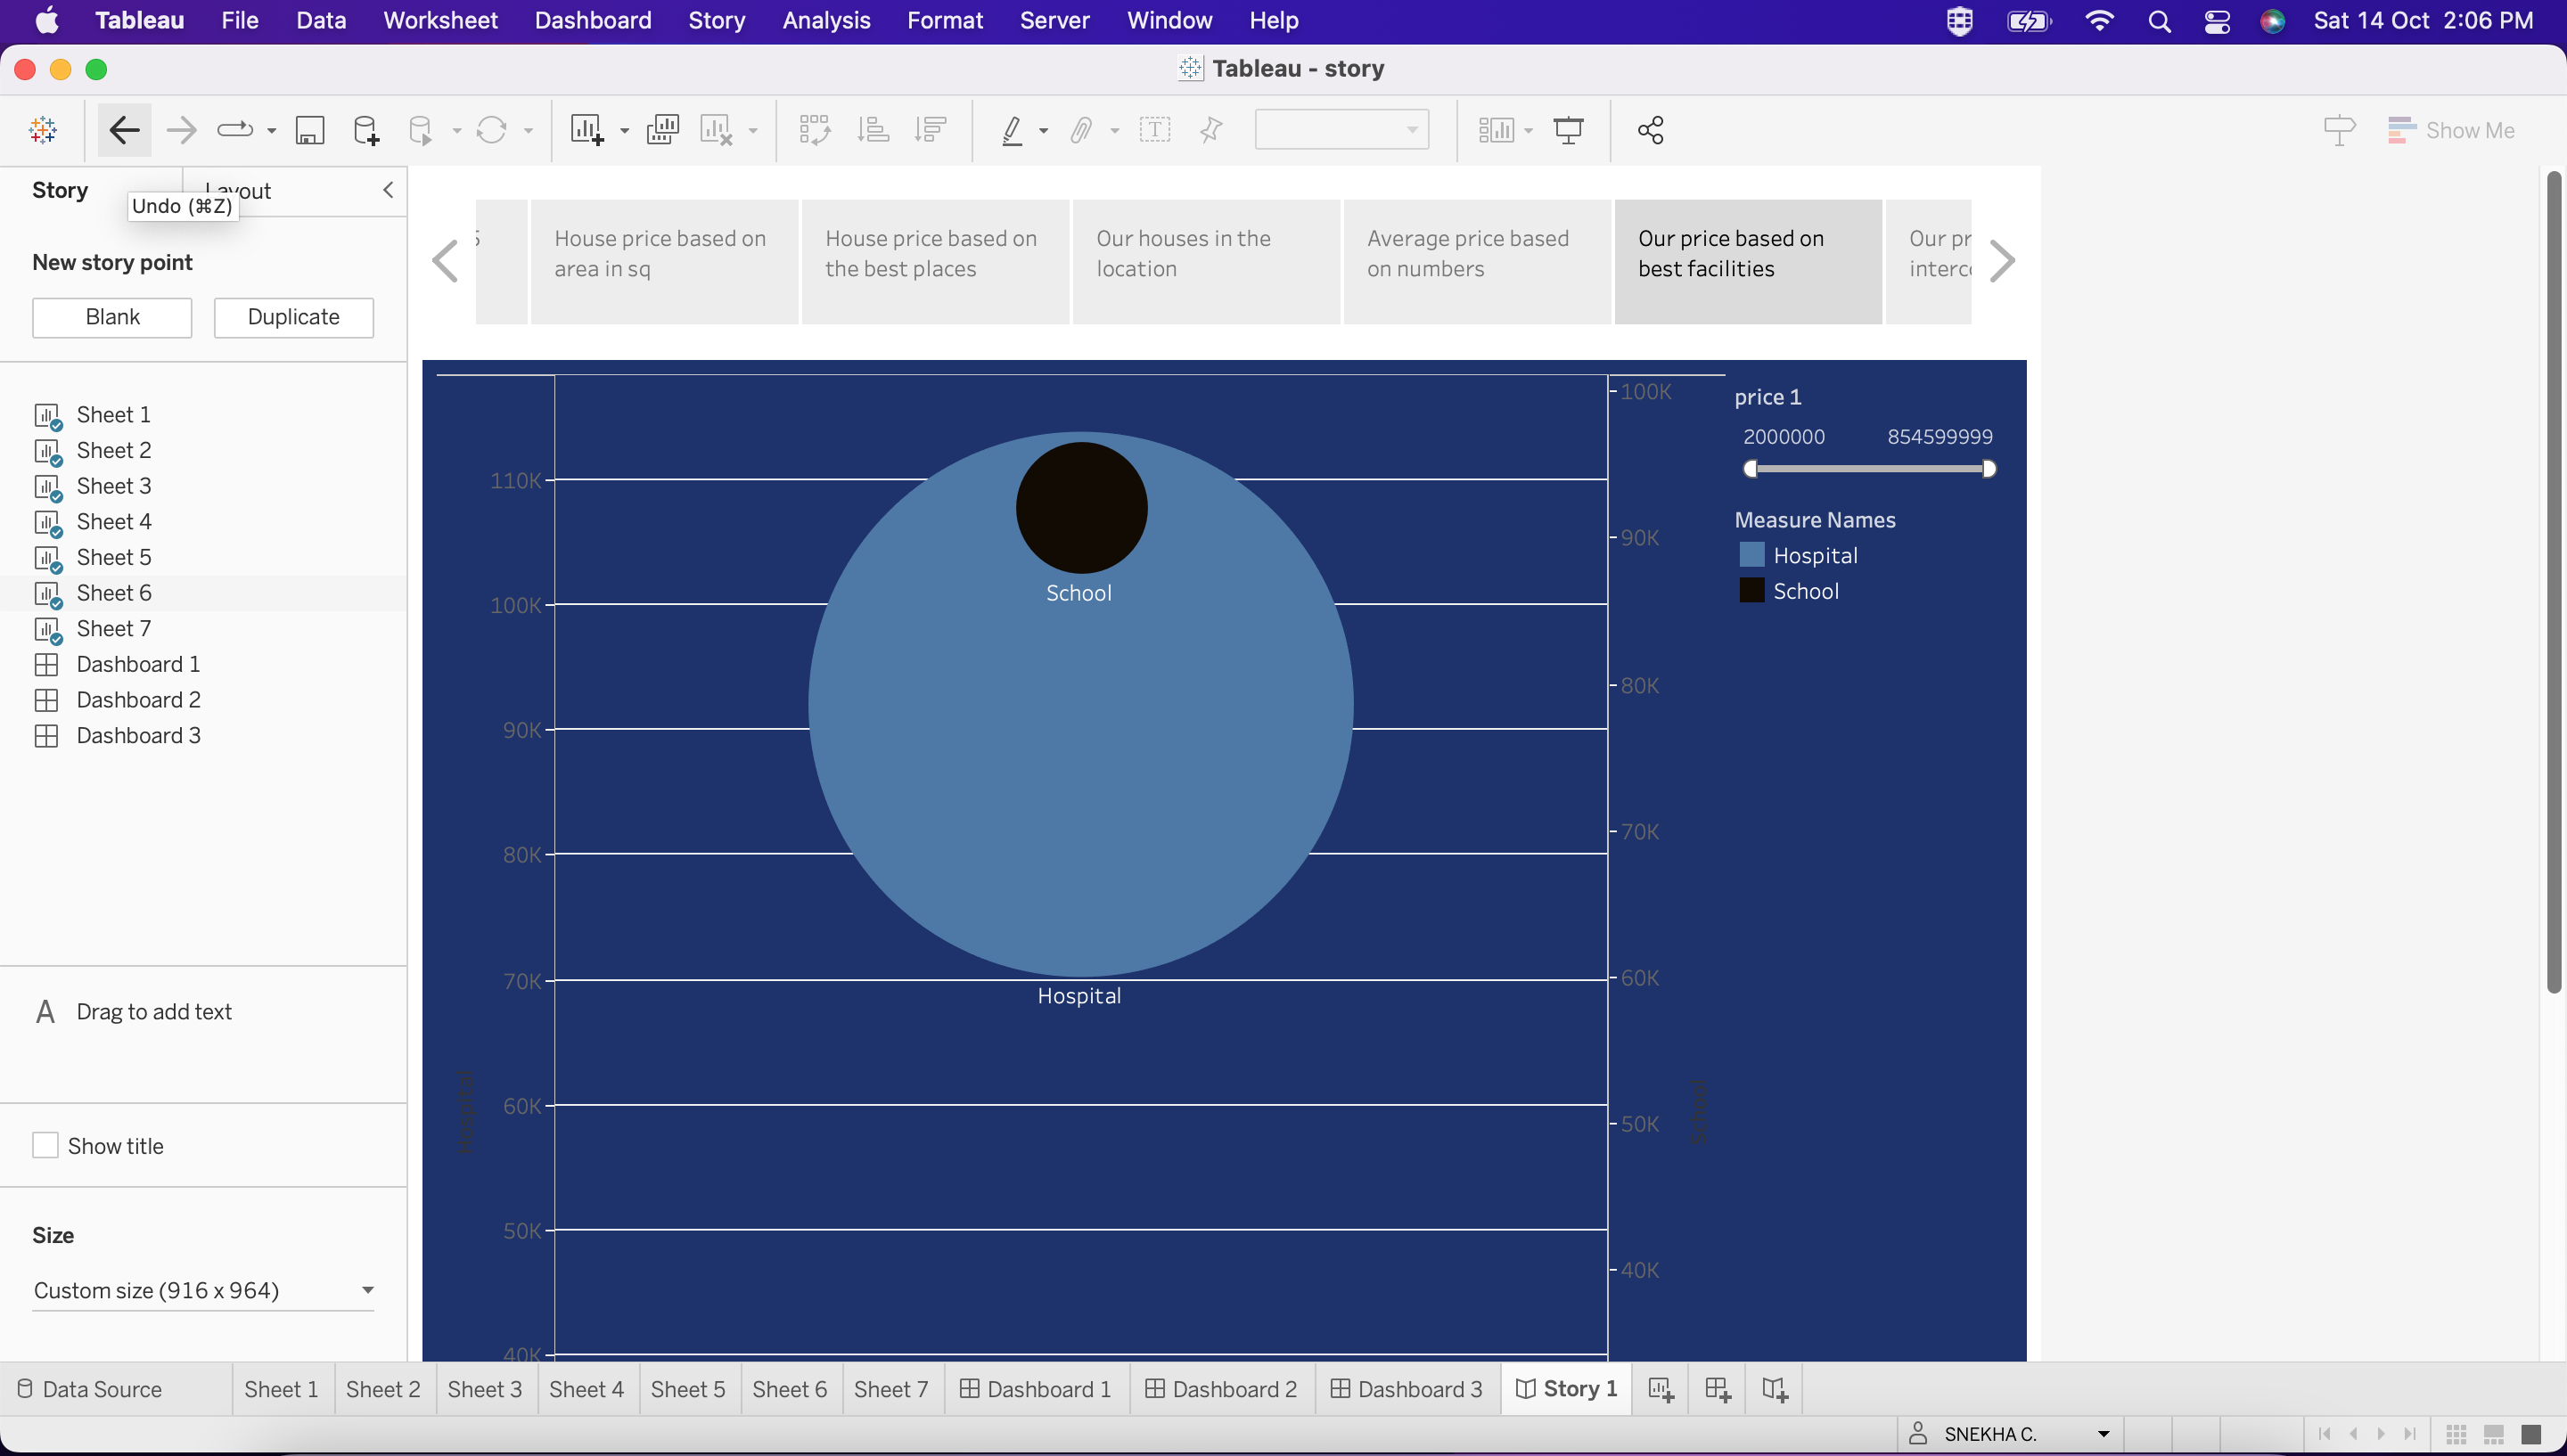 Tableau File Data Worksheet Dashboard Story Analysis Format Server Window Help Sat 14 Oct 2:06 PM
Tableau - story
Show Me
Story Layout
Undo (⌘Z)
New story point
Blank Duplicate
Sheet 1
Sheet 2
Sheet 3
Sheet 4
Sheet 5
Sheet 6
Sheet 7
Dashboard 1
Dashboard 2
Dashboard 3
A Drag to add text
Show title
Size
Custom size (916 x 964)
House price based on
area in sq
House price based on
the best places
Our houses in the
location
Average price based
on numbers
Our price based on
best facilities
Our pr
interc
110K
100K
90K
80K
70K
60K
50K
40K
Hospital
School
Hospital
100K
90K
80K
70K
60K
50K
40K
School
price 1
2000000 854599999
Measure Names
Hospital
School
Data Source Sheet 1 Sheet 2 Sheet 3 Sheet 4 Sheet 5 Sheet 6 Sheet 7 Dashboard 1 Dashboard 2 Dashboard 3 Story 1
SNEKHA C.